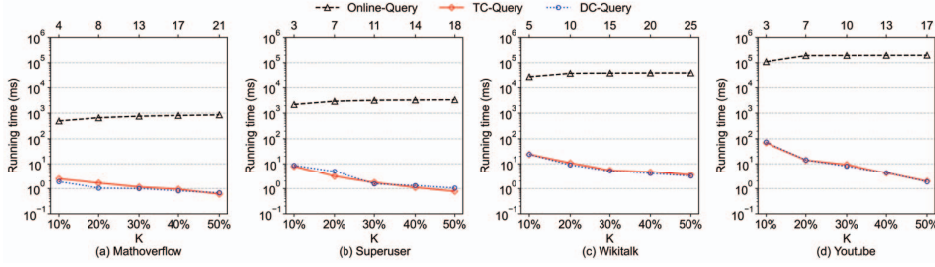 Online-Query TC-Query DC-Query
4 8 13 17 21
Running time (ms)
10^6
10^5
10^4
10^3
10^2
10^1
10^0
10^-1
10% 20% 30% 40% 50%
K
(a) Mathoverflow
3 7 11 14 18
Running time (ms)
10^6
10^5
10^4
10^3
10^2
10^1
10^0
10^-1
10% 20% 30% 40% 50%
K
(b) Superuser
5 10 15 20 25
Running time (ms)
10^6
10^5
10^4
10^3
10^2
10^1
10^0
10^-1
10% 20% 30% 40% 50%
K
(c) Wikitalk
3 7 10 13 17
Running time (ms)
10^6
10^5
10^4
10^3
10^2
10^1
10^0
10^-1
10% 20% 30% 40% 50%
K
(d) Youtube